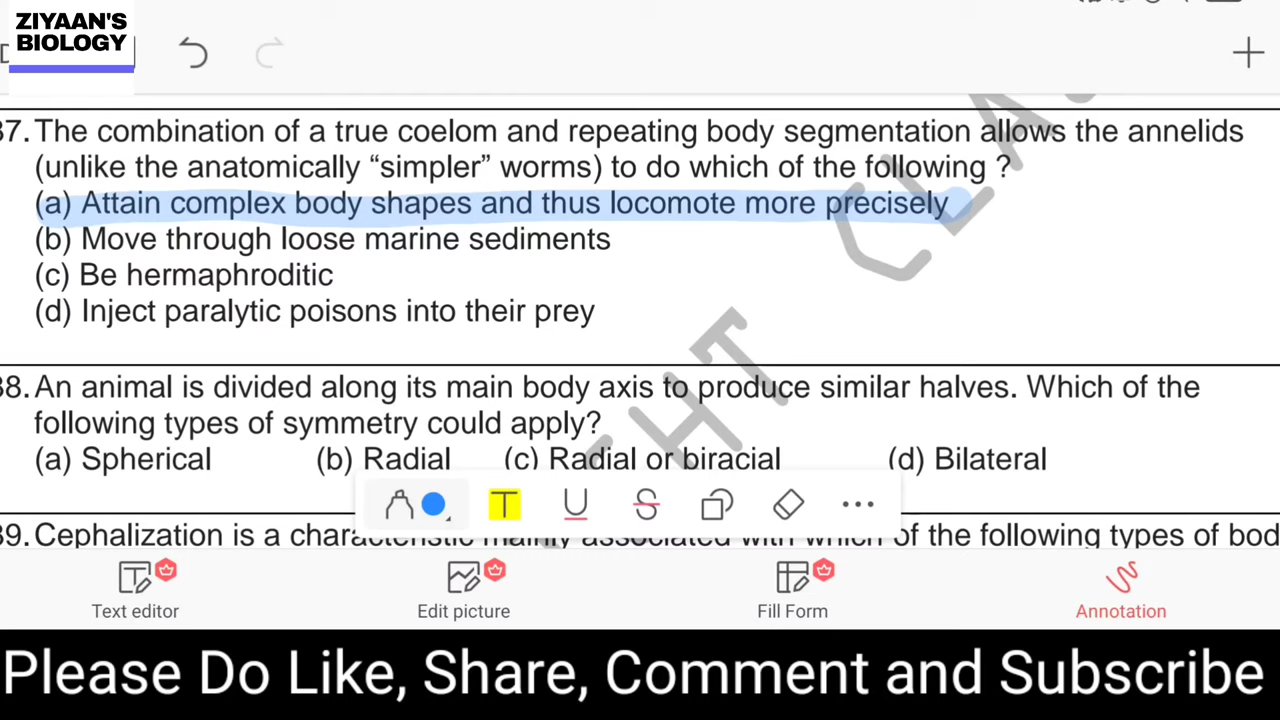 ZIYAAN'S
BIOLOGY
37. The combination of a true coelom and repeating body segmentation allows the annelids
(unlike the anatomically “simpler” worms) to do which of the following ?
(a) Attain complex body shapes and thus locomote more precisely
(b) Move through loose marine sediments
(c) Be hermaphroditic
(d) Inject paralytic poisons into their prey
38. An animal is divided along its main body axis to produce similar halves. Which of the
following types of symmetry could apply?
(a) Spherical (b) Radial (c) Radial or biracial (d) Bilateral
39. Cephalization is a characteristic mainly associated with which of the following types of bod
Text editor Edit picture Fill Form Annotation
Please Do Like, Share, Comment and Subscribe